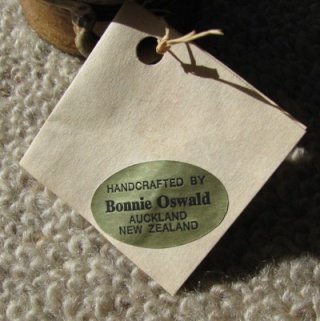 HANDCRAFTED BY
Bonnie Oswald
AUCKLAND
NEW ZEALAND